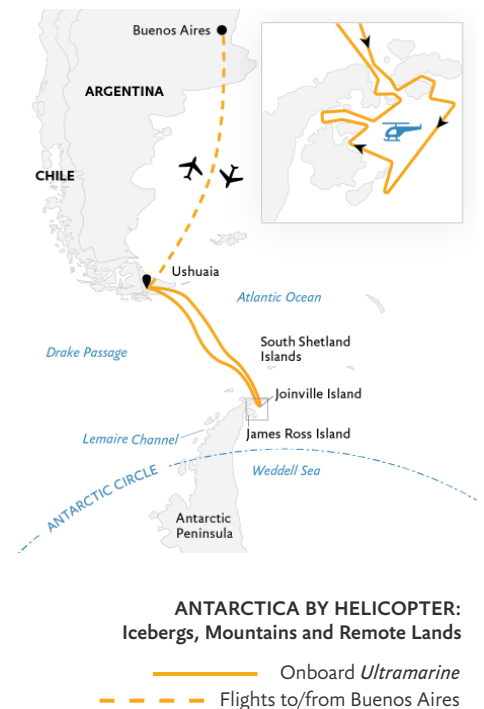 Buenos Aires
ARGENTINA
CHILE
Ushuaia
Atlantic Ocean
South Shetland
Islands
Drake Passage
Joinville Island
James Ross Island
Lemaire Channel
Weddell Sea
ANTARCTIC CIRCLE
Antarctic
Peninsula
ANTARCTICA BY HELICOPTER:
Icebergs, Mountains and Remote Lands
Onboard Ultramarine
Flights to/from Buenos Aires